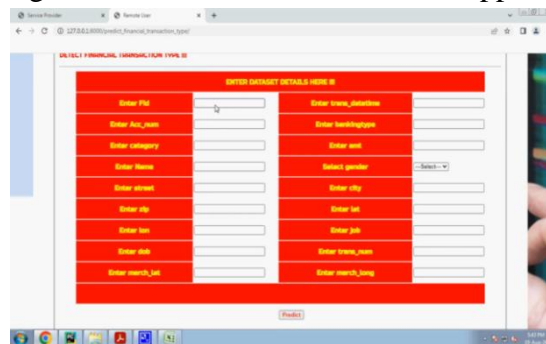 Service Provider
Remote User
127.0.0.1:8000/predict_financial_transaction_type/
DETECT FINANCIAL TRANSACTION TYPE !!!
ENTER DATASET DETAILS HERE !!!
Enter Fid Enter trans_datetime
Enter Acc_num Enter bankingtype
Enter category Enter amt
Enter Name Select gender --Select--
Enter street Enter city
Enter zip Enter lat
Enter lon Enter job
Enter dob Enter trans_num
Enter merch_lat Enter merch_long
Predict